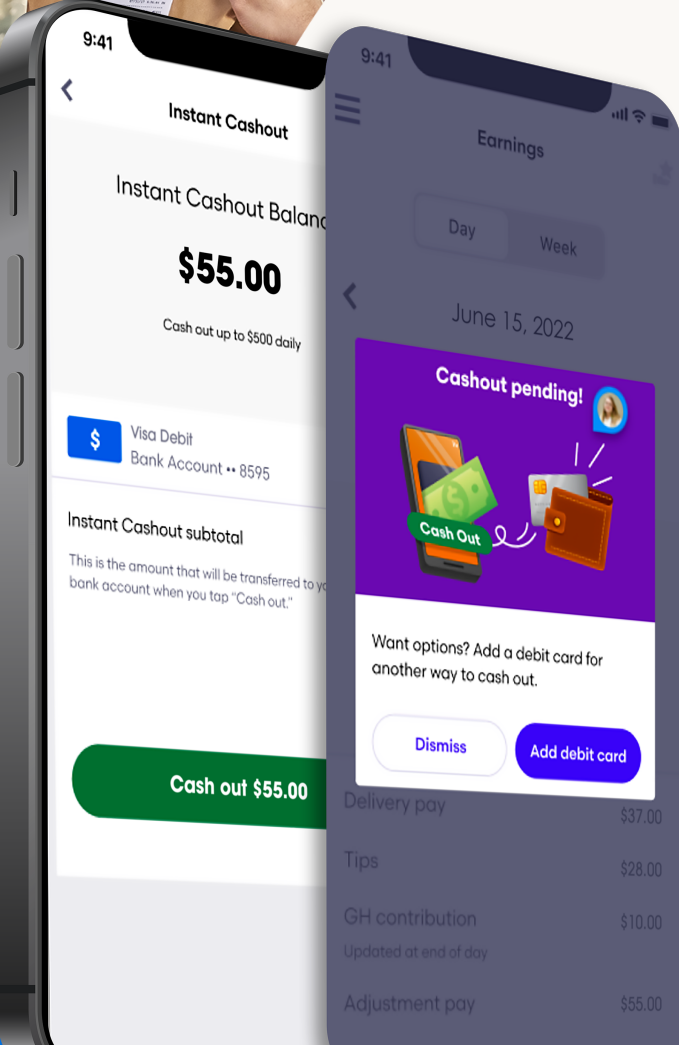 9:41
Instant Cashout
Instant Cashout
$55.00
Cash out up to $500 daily
$
Visa Debit
Bank Account •• 8595
Instant Cashout subtotal
This is the amount that will be transferred to
bank account when you tap "Cash out."
Cash out $55.00
9:41
Earnings
Day
Week
June 15, 2022
Cashout pending!
Cash Out
Want options? Add a debit card for
another way to cash out.
Dismiss
Add debit card
Delivery pay
$37.00
Tips
$28.00
GH contribution
$10.00
Updated at end of day
Adjustment pay
$55.00